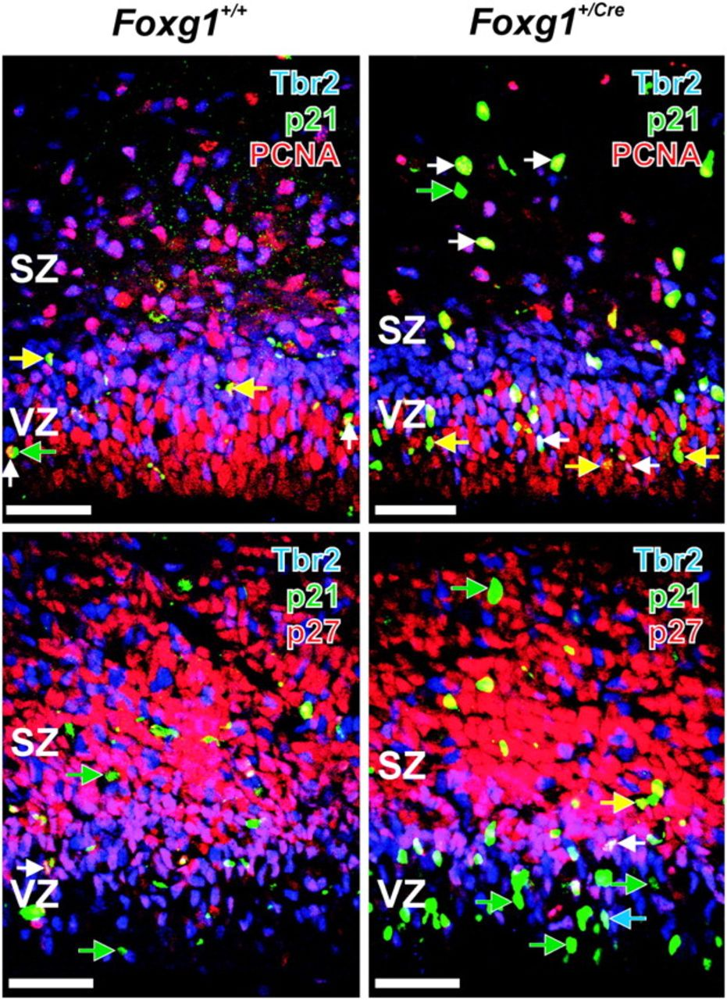 Foxg1+/+
Foxg1+/Cre
Tbr2
p21
PCNA
SZ
VZ
Tbr2
p21
PCNA
SZ
VZ
Tbr2
p21
p27
SZ
VZ
Tbr2
p21
p27
SZ
VZ